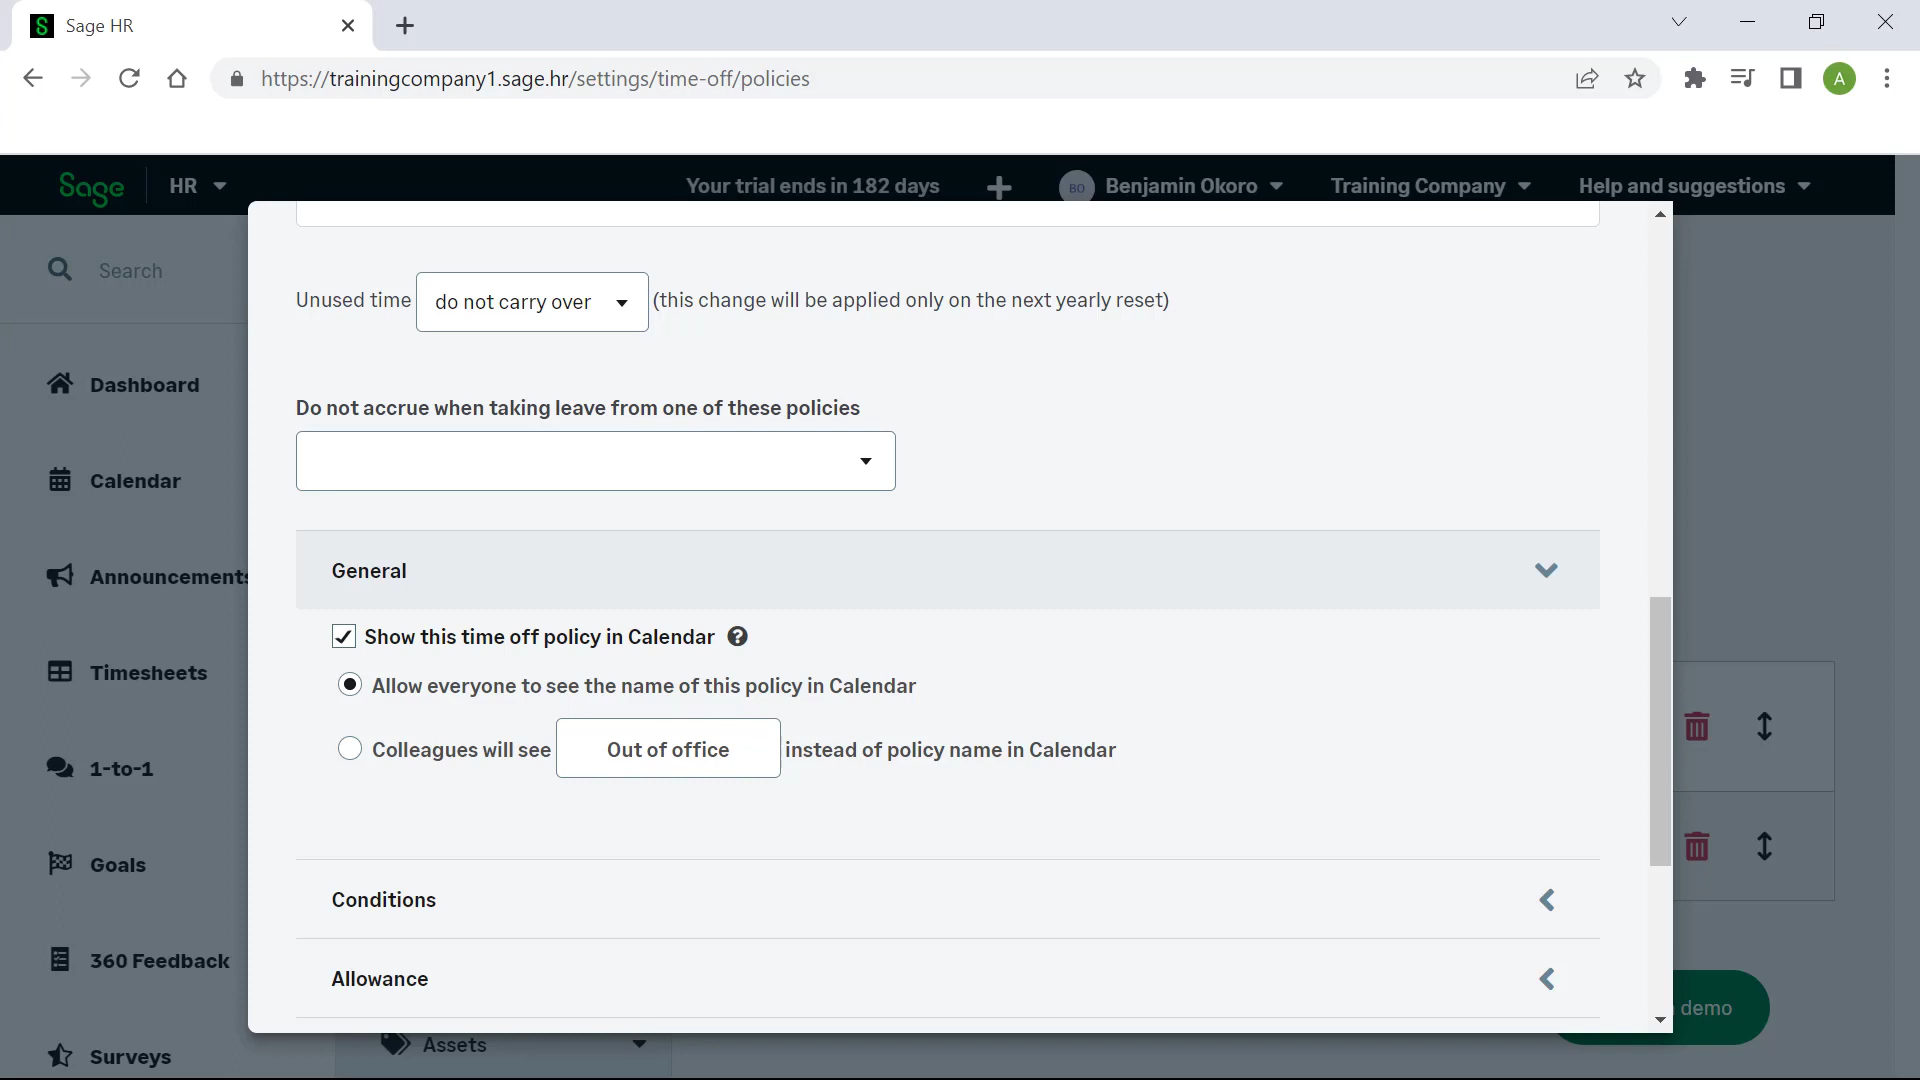 Sage HR
https://trainingcompany1.sage.hr/settings/time-off/policies
A
Sage
HR
Your trial ends in 182 days
BO
Benjamin Okoro
Training Company
Help and suggestions
Search
Dashboard
Calendar
Announcements
Timesheets
1-to-1
Goals
360 Feedback
Surveys
Unused time do not carry over (this change will be applied only on the next yearly reset)
Do not accrue when taking leave from one of these policies
General
Show this time off policy in Calendar
Allow everyone to see the name of this policy in Calendar
Colleagues will see Out of office instead of policy name in Calendar
Conditions
Allowance
Assets
demo